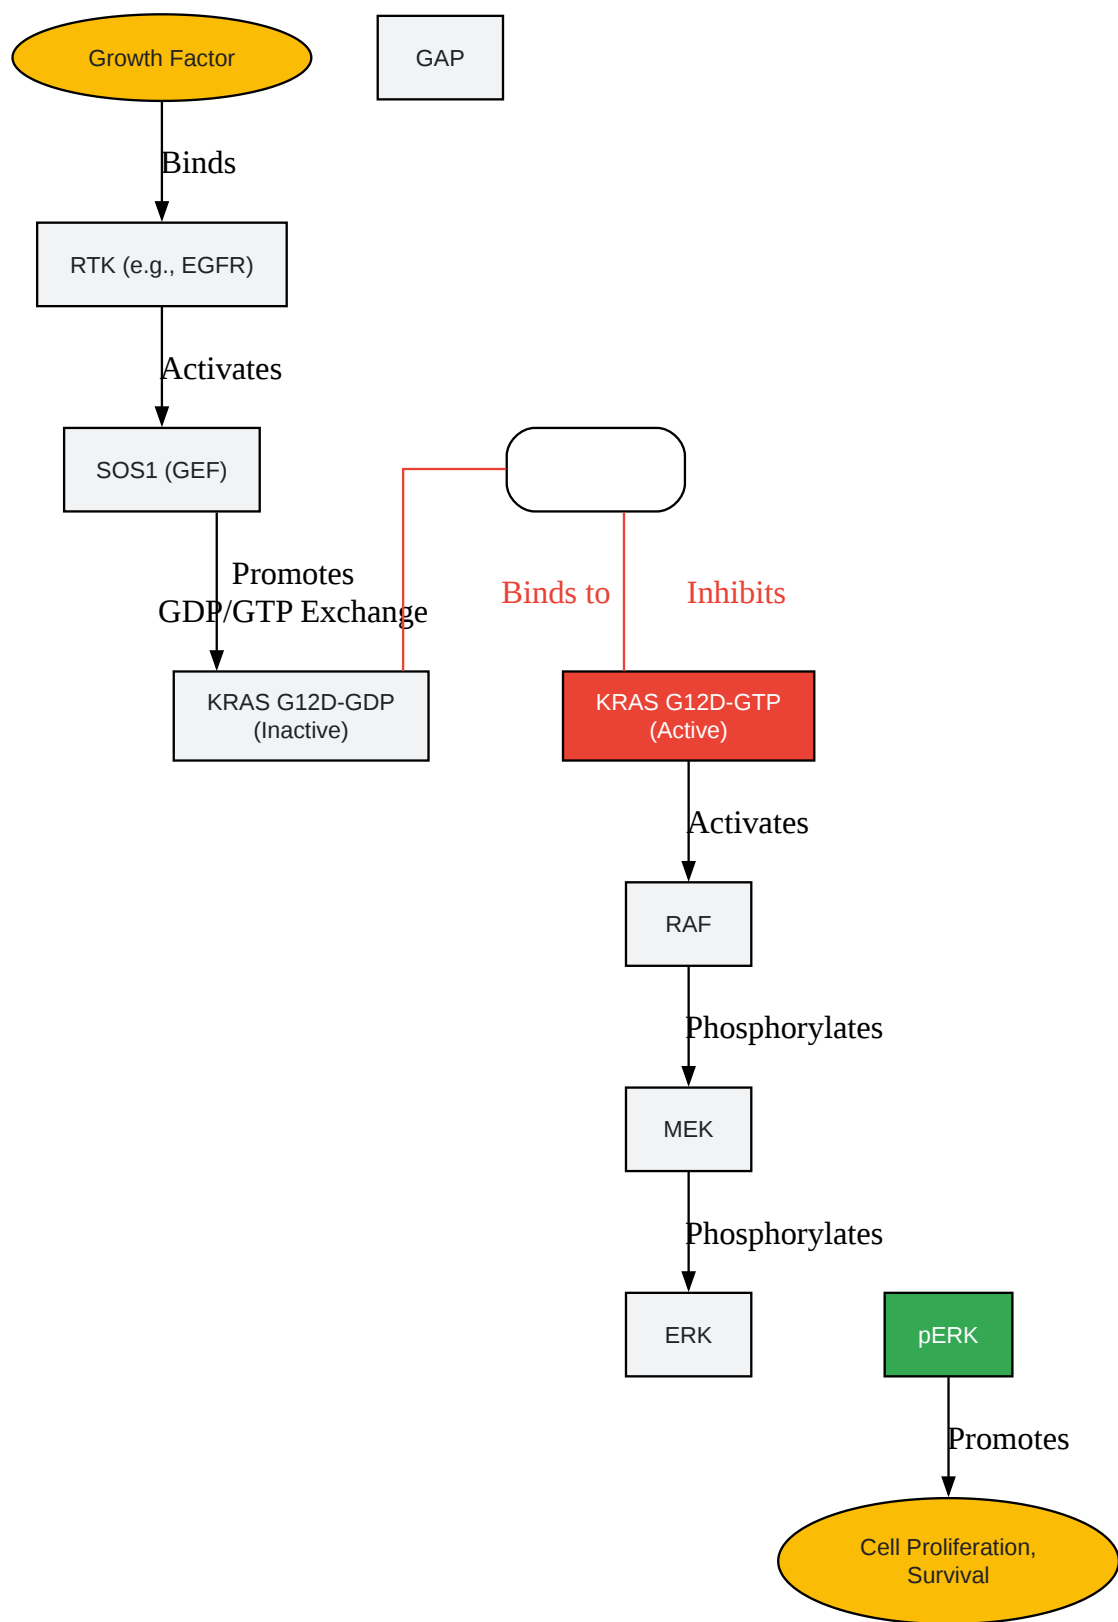 Growth Factor
GAP
Binds
RTK (e.g., EGFR)
Activates
SOS1 (GEF)
Promotes
GDP/GTP Exchange
Binds to
Inhibits
KRAS G12D-GDP
(Inactive)
KRAS G12D-GTP
(Active)
Activates
RAF
Phosphorylates
MEK
Phosphorylates
ERK
pERK
Promotes
Cell Proliferation,
Survival